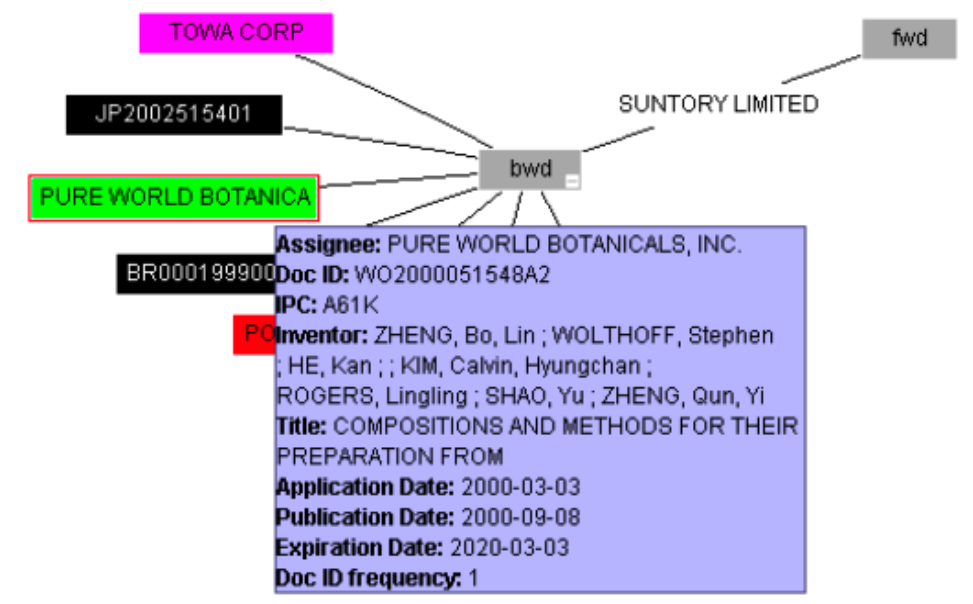 TOWA CORP
fwd
SUNTORY LIMITED
JP2002515401
bwd
PURE WORLD BOTANICA
BR000199900
PO
Assignee: PURE WORLD BOTANICALS, INC.
Doc ID: WO2000051548A2
IPC: A61K
Inventor: ZHENG, Bo, Lin ; WOLTHOFF, Stephen
; HE, Kan ; ; KIM, Calvin, Hyungchan ;
ROGERS, Lingling ; SHAO, Yu ; ZHENG, Qun, Yi
Title: COMPOSITIONS AND METHODS FOR THEIR
PREPARATION FROM
Application Date: 2000-03-03
Publication Date: 2000-09-08
Expiration Date: 2020-03-03
Doc ID frequency: 1